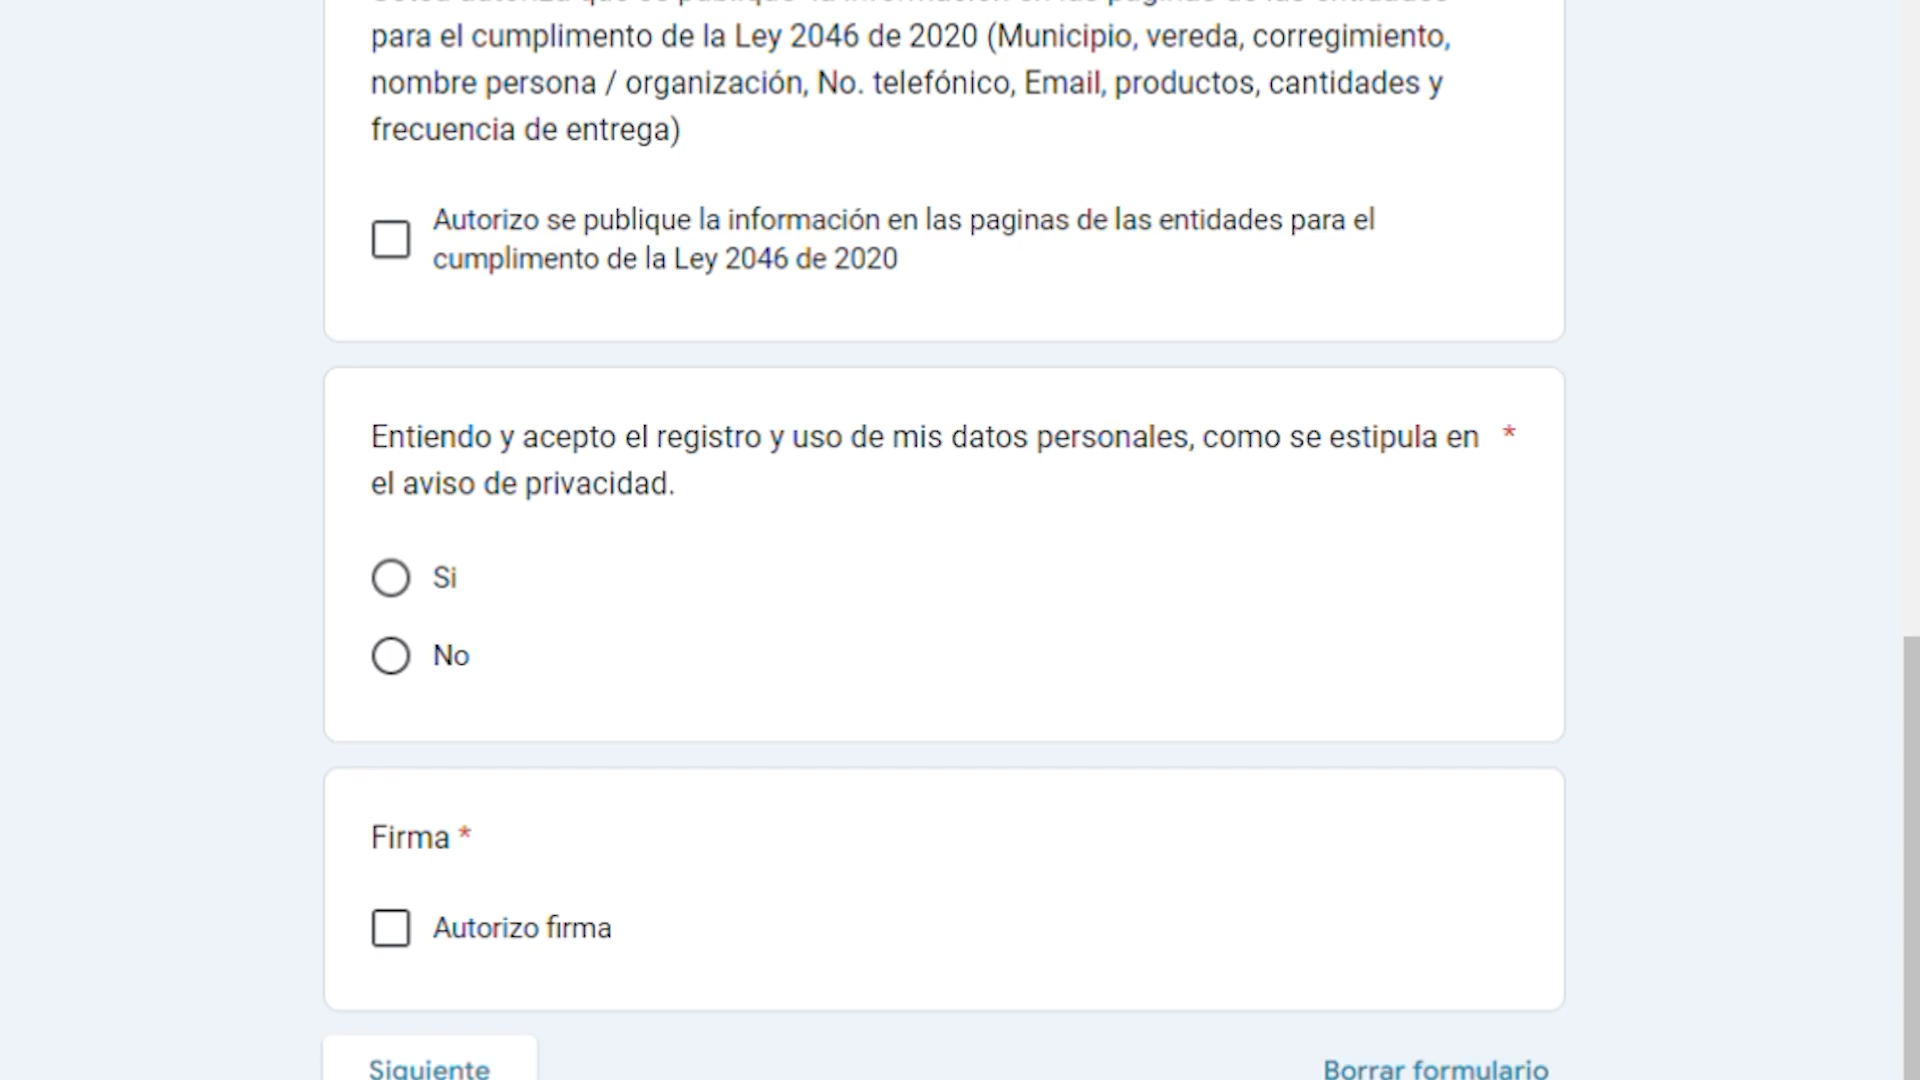 para el cumplimento de la Ley 2046 de 2020 (Municipio, vereda, corregimiento,
nombre persona / organización, No. telefónico, Email, productos, cantidades y
frecuencia de entrega)
Autorizo se publique la información en las paginas de las entidades para el
cumplimento de la Ley 2046 de 2020
Entiendo y acepto el registro y uso de mis datos personales, como se estipula en *
el aviso de privacidad.
Si
No
Firma *
Autorizo firma
Siguiente
Borrar formulario